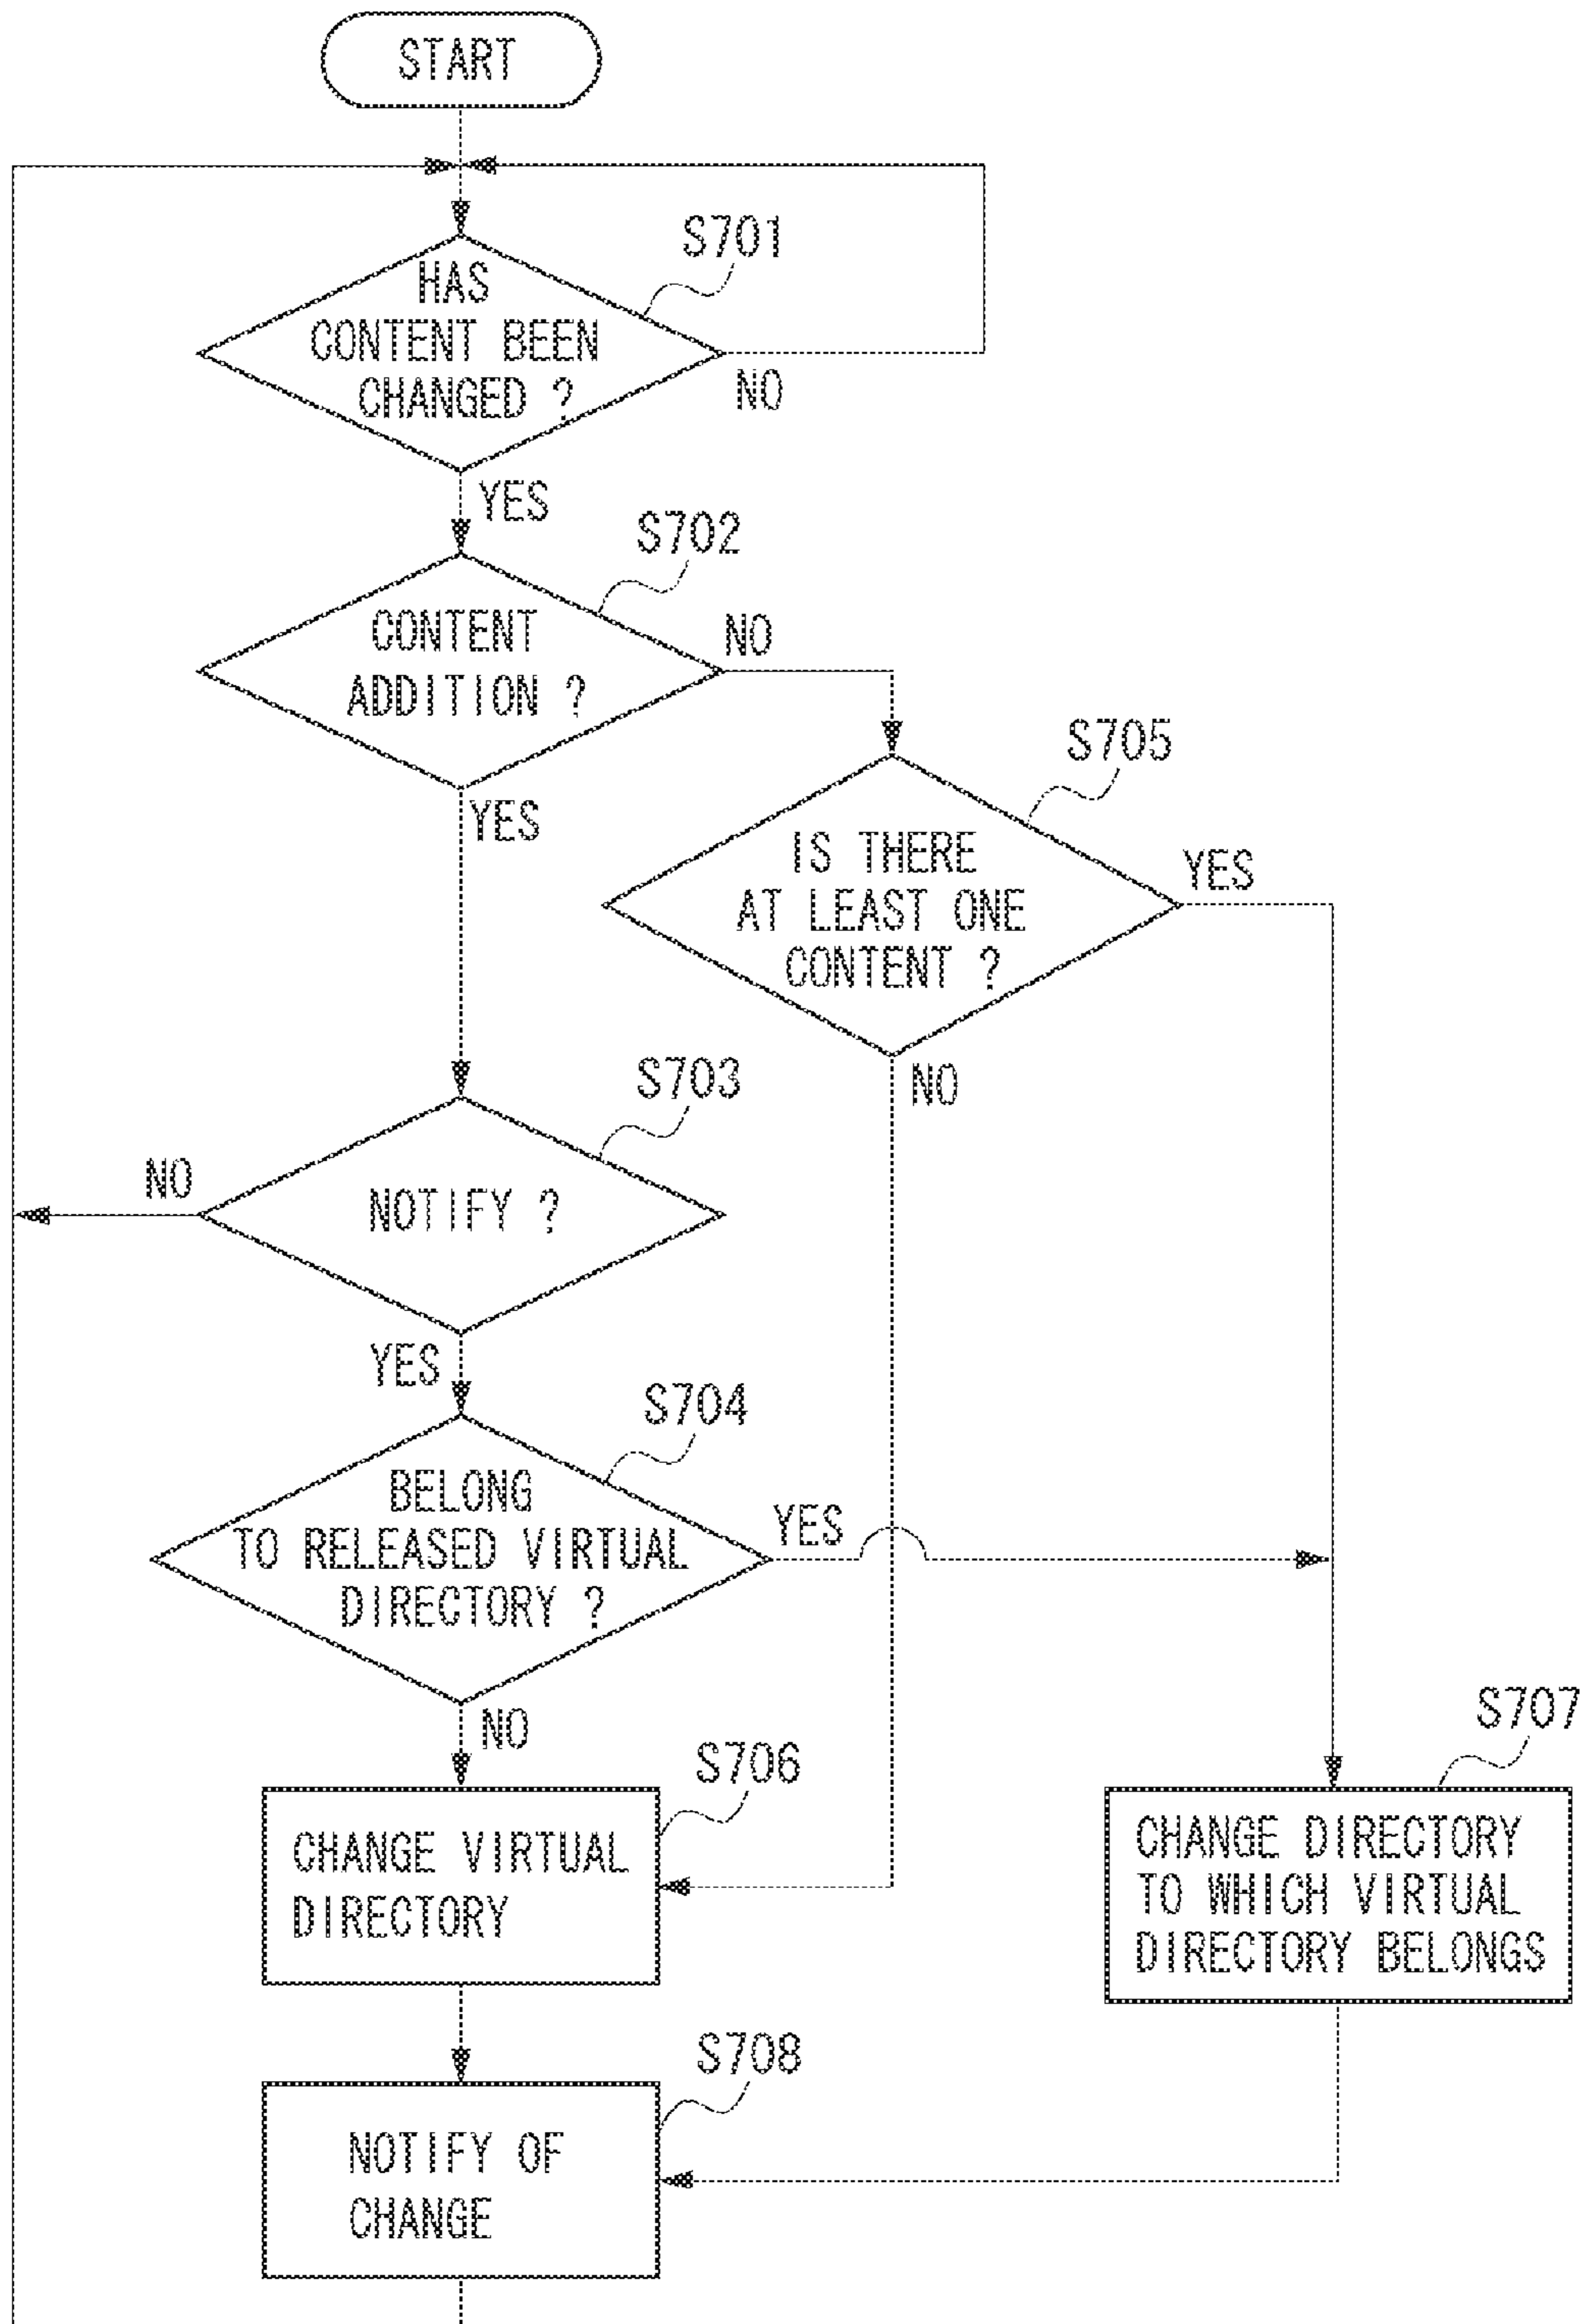 START
S701
HAS
CONTENT BEEN
CHANGED ?
NO
YES
S702
CONTENT
ADDITION ?
NO
YES
S705
IS THERE
AT LEAST ONE
CONTENT ?
YES
NO
S703
NOTIFY ?
NO
YES
S704
BELONG
TO RELEASED VIRTUAL
DIRECTORY ?
YES
NO
S706
CHANGE VIRTUAL
DIRECTORY
S707
CHANGE DIRECTORY
TO WHICH VIRTUAL
DIRECTORY BELONGS
S708
NOTIFY OF
CHANGE